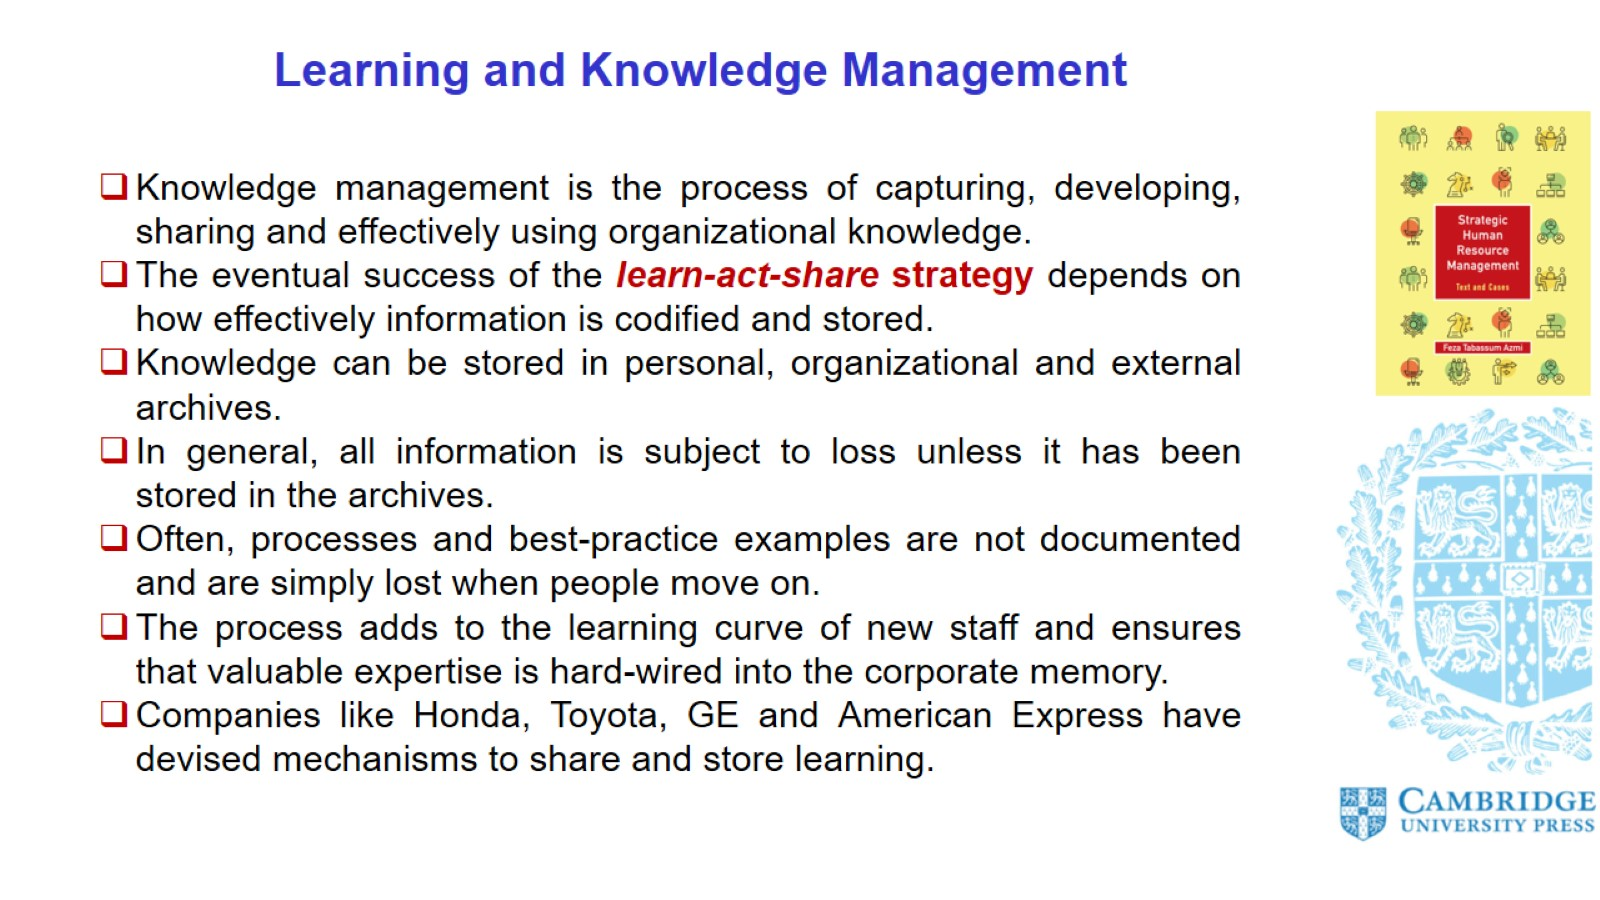 Learning and Knowledge Management
❑ Knowledge management is the process of capturing, developing,
sharing and effectively using organizational knowledge.
❑ The eventual success of the learn-act-share strategy depends on
how effectively information is codified and stored.
❑ Knowledge can be stored in personal, organizational and external
archives.
❑ In general, all information is subject to loss unless it has been
stored in the archives.
❑ Often, processes and best-practice examples are not documented
and are simply lost when people move on.
❑ The process adds to the learning curve of new staff and ensures
that valuable expertise is hard-wired into the corporate memory.
❑ Companies like Honda, Toyota, GE and American Express have
devised mechanisms to share and store learning.
Strategic
Human
Resource
Management
Text and Cases
Feza Tabassum Azmi
CAMBRIDGE
UNIVERSITY PRESS